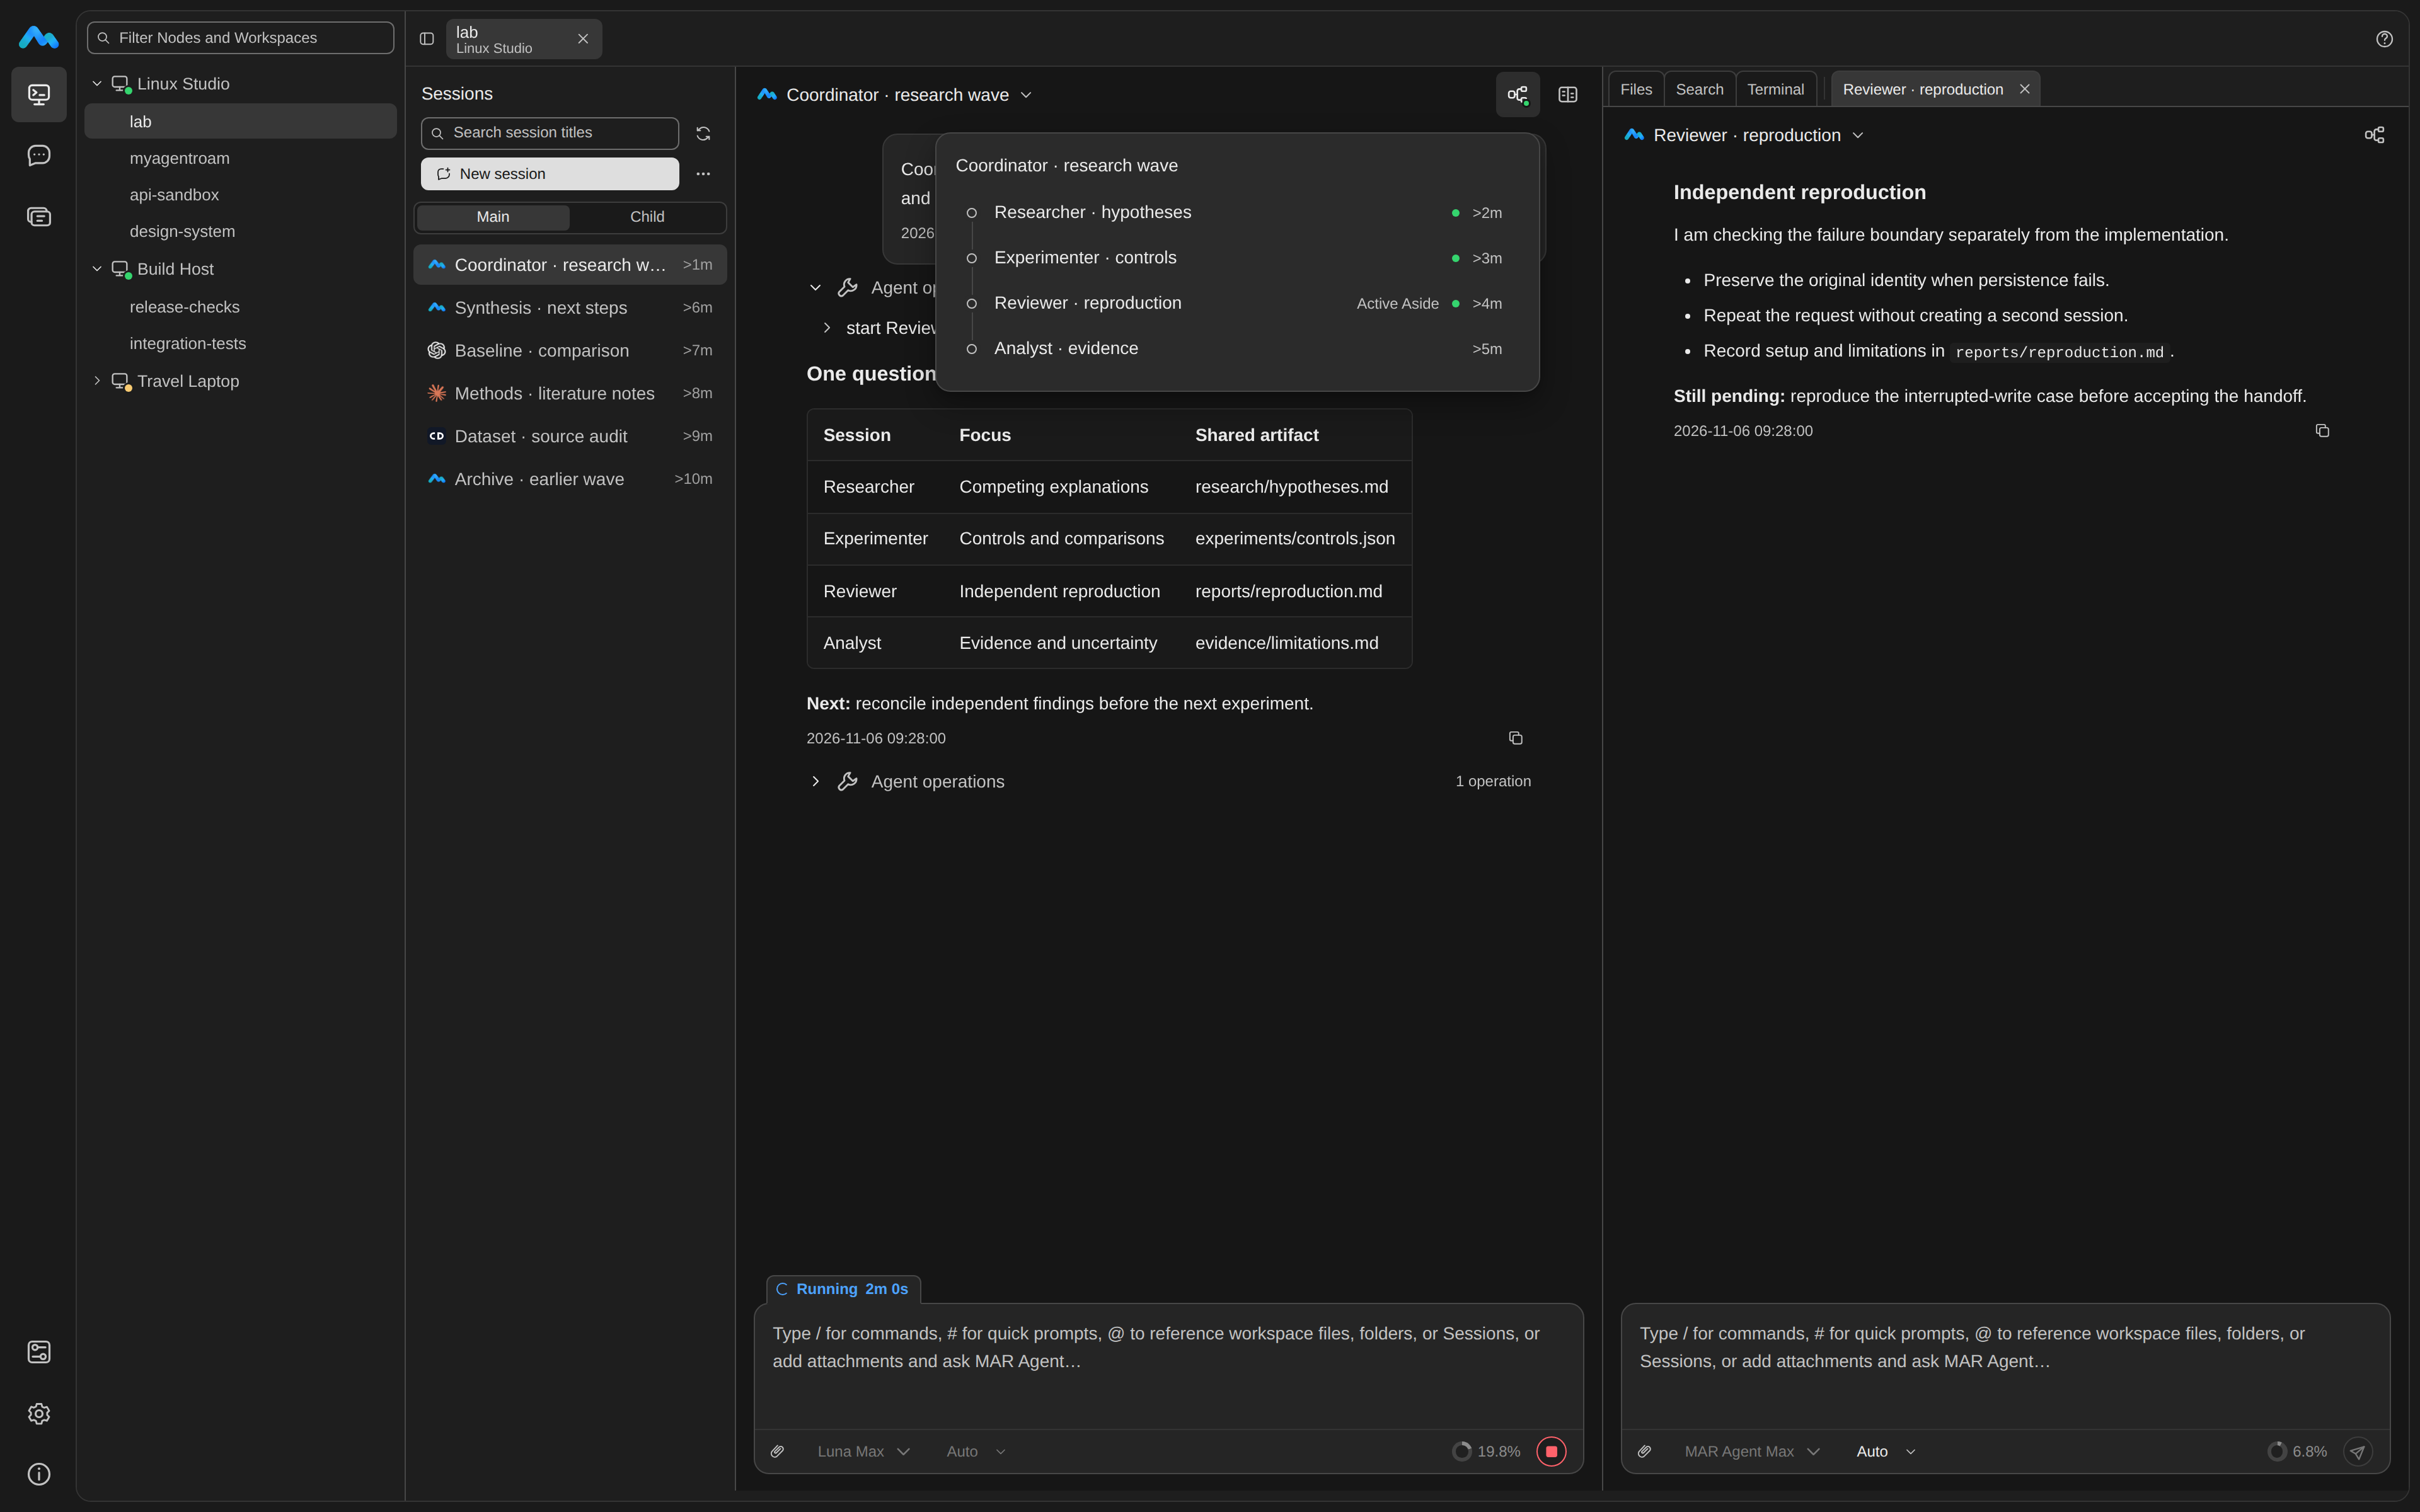 Filter Nodes and Workspaces
Linux Studio
lab
myagentroam
api-sandbox
design-system
Build Host
release-checks
integration-tests
Travel Laptop
lab
Linux Studio
Sessions
Search session titles
New session
Main Child
Coordinator · research w… >1m
Synthesis · next steps >6m
Baseline · comparison >7m
Methods · literature notes >8m
CD Dataset · source audit >9m
Archive · earlier wave >10m
Coordinator · research wave
and
2026
Agent op
start Review
One question
Coordinator · research wave
Researcher · hypotheses >2m
Experimenter · controls >3m
Reviewer · reproduction Active Aside >4m
Analyst · evidence >5m
Session Focus Shared artifact
Researcher Competing explanations research/hypotheses.md
Experimenter Controls and comparisons experiments/controls.json
Reviewer Independent reproduction reports/reproduction.md
Analyst Evidence and uncertainty evidence/limitations.md
Next: reconcile independent findings before the next experiment.
2026-11-06 09:28:00
Agent operations 1 operation
Running 2m 0s
Type / for commands, # for quick prompts, @ to reference workspace files, folders, or Sessions, or
add attachments and ask MAR Agent…
Luna Max Auto 19.8%
Files Search Terminal Reviewer · reproduction
Reviewer · reproduction
Independent reproduction
I am checking the failure boundary separately from the implementation.
• Preserve the original identity when persistence fails.
• Repeat the request without creating a second session.
• Record setup and limitations in reports/reproduction.md.
Still pending: reproduce the interrupted-write case before accepting the handoff.
2026-11-06 09:28:00
Type / for commands, # for quick prompts, @ to reference workspace files, folders, or
Sessions, or add attachments and ask MAR Agent…
MAR Agent Max Auto 6.8%